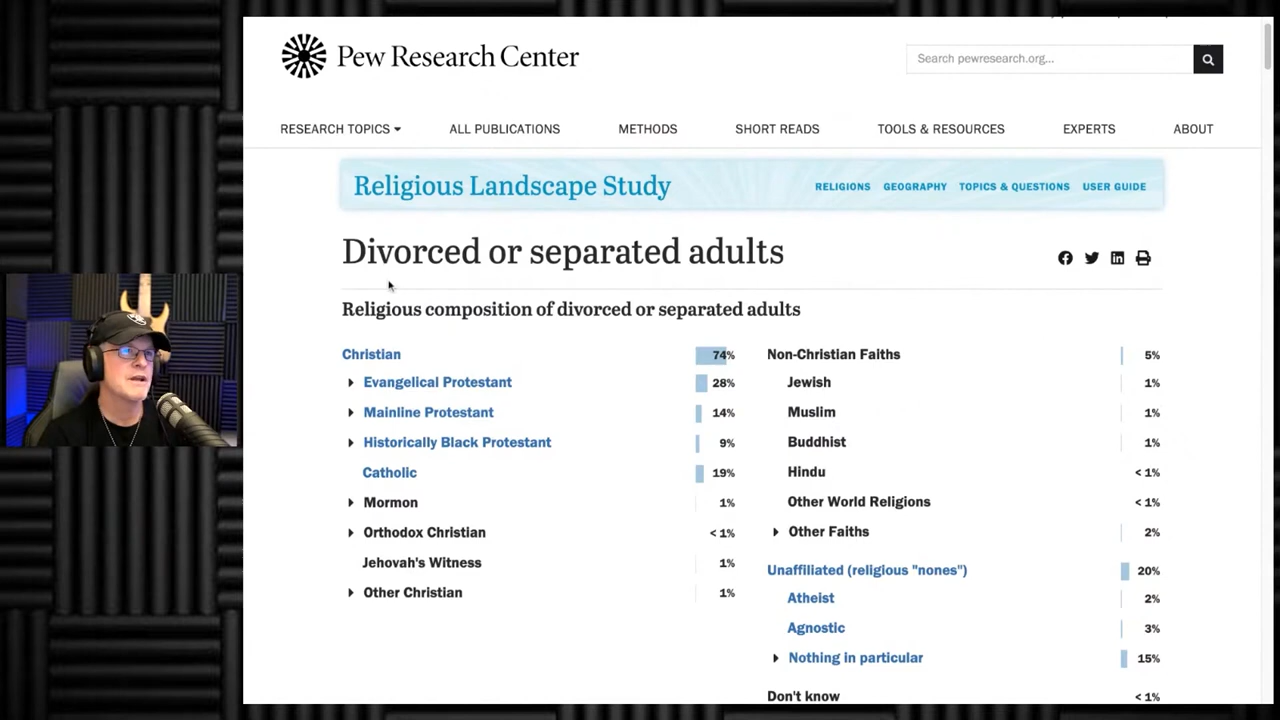 Pew Research Center
Search pewresearch.org...
RESEARCH TOPICS ALL PUBLICATIONS METHODS SHORT READS TOOLS & RESOURCES EXPERTS ABOUT
Religious Landscape Study
RELIGIONS GEOGRAPHY TOPICS & QUESTIONS USER GUIDE
Divorced or separated adults
Religious composition of divorced or separated adults
Christian 74%
Evangelical Protestant 28%
Mainline Protestant 14%
Historically Black Protestant 9%
Catholic 19%
Mormon 1%
Orthodox Christian < 1%
Jehovah's Witness 1%
Other Christian 1%
Non-Christian Faiths 5%
Jewish 1%
Muslim 1%
Buddhist 1%
Hindu < 1%
Other World Religions < 1%
Other Faiths 2%
Unaffiliated (religious "nones") 20%
Atheist 2%
Agnostic 3%
Nothing in particular 15%
Don't know < 1%